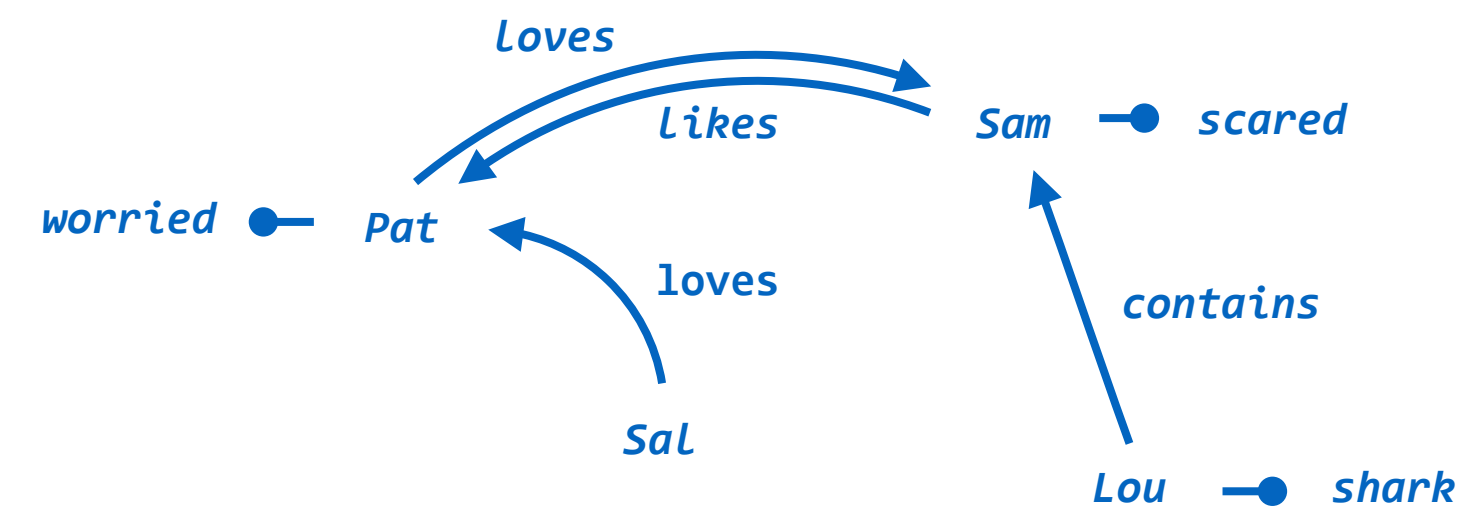 loves
likes
Sam
scared
worried
Pat
loves
contains
Sal
Lou
shark